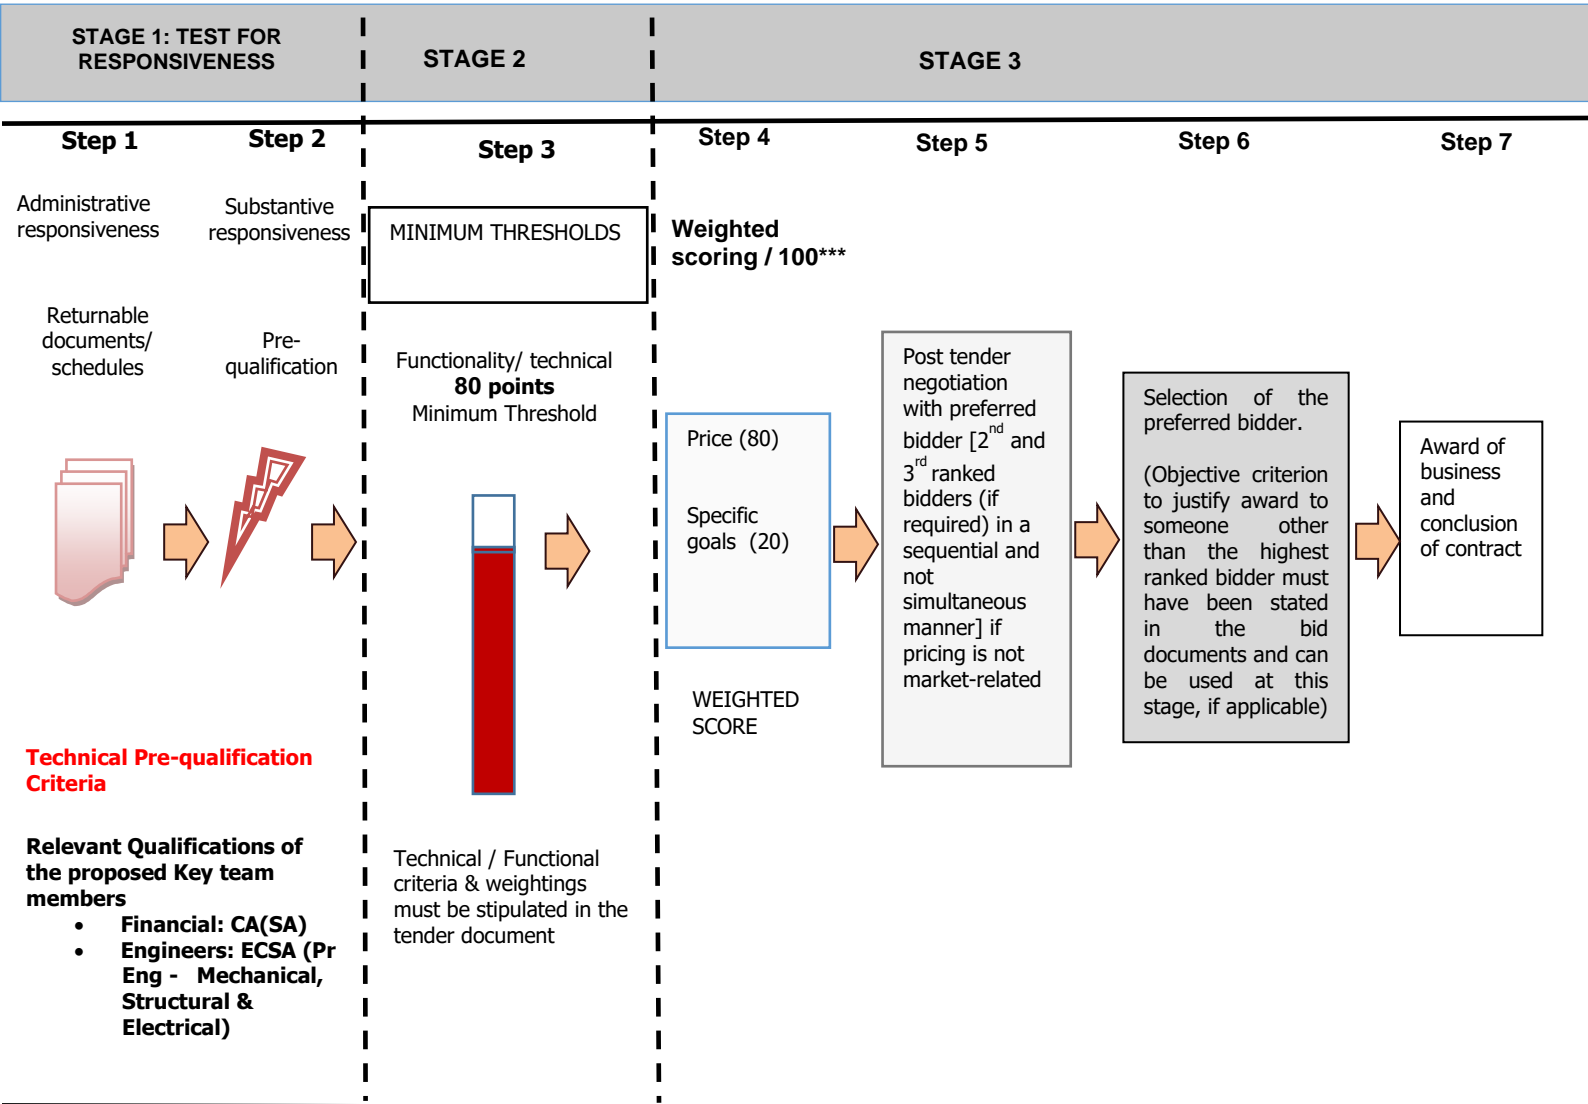 STAGE 1: TEST FOR
RESPONSIVENESS
STAGE 2
STAGE 3
Step 1
Step 2
Step 3
Step 4
Step 5
Step 6
Step 7
Administrative
responsiveness
Returnable
documents/
schedules
Substantive
responsiveness
Pre-
qualification
Technical Pre-qualification
Criteria
Relevant Qualifications of
the proposed Key team
members
• Financial: CA(SA)
• Engineers: ECSA (Pr
Eng - Mechanical,
Structural &
Electrical)
MINIMUM THRESHOLDS
Functionality/ technical
80 points
Minimum Threshold
Technical / Functional
criteria & weightings
must be stipulated in the
tender document
Weighted
scoring / 100***
Price (80)
Specific
goals (20)
WEIGHTED
SCORE
Post tender
negotiation
with preferred
bidder [2nd and
3rd ranked
bidders (if
required) in a
sequential and
not
simultaneous
manner] if
pricing is not
market-related
Selection of the
preferred bidder.
(Objective criterion
to justify award to
someone other
than the highest
ranked bidder must
have been stated
in the bid
documents and can
be used at this
stage, if applicable)
Award of
business
and
conclusion
of contract